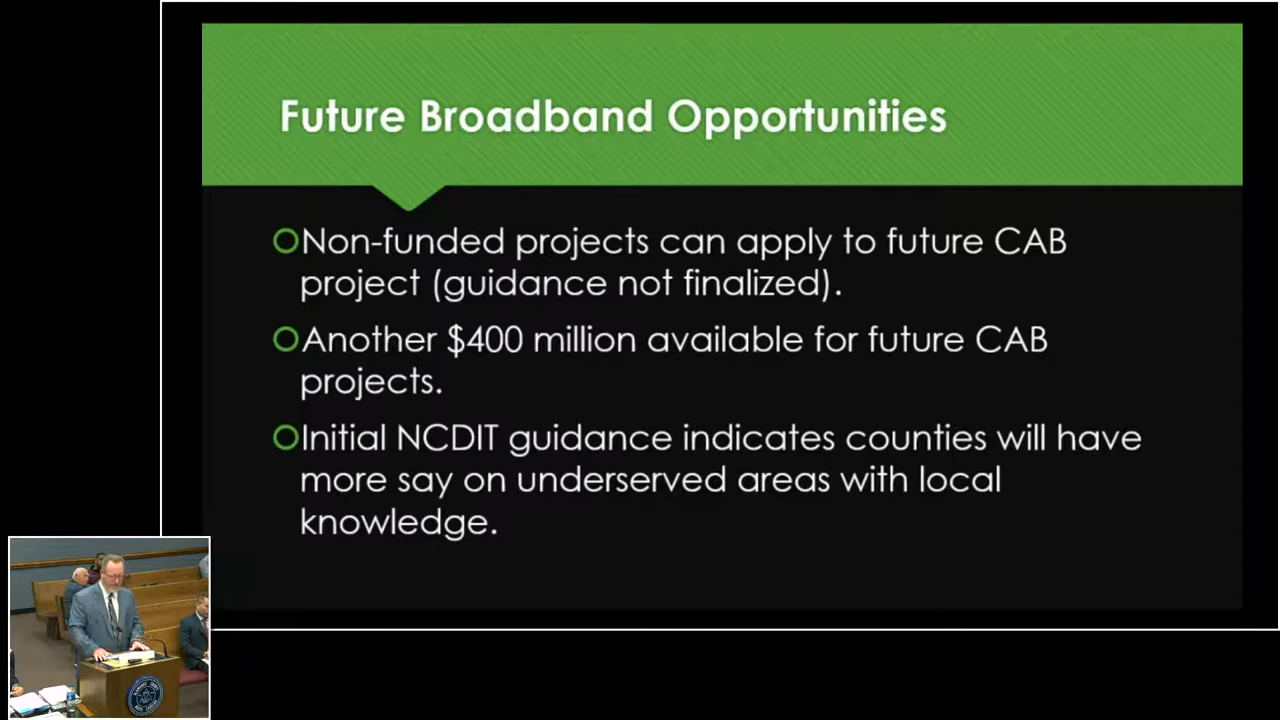 Future Broadband Opportunities
Non-funded projects can apply to future CAB
project (guidance not finalized).
Another $400 million available for future CAB
projects.
Initial NCDIT guidance indicates counties will have
more say on underserved areas with local
knowledge.